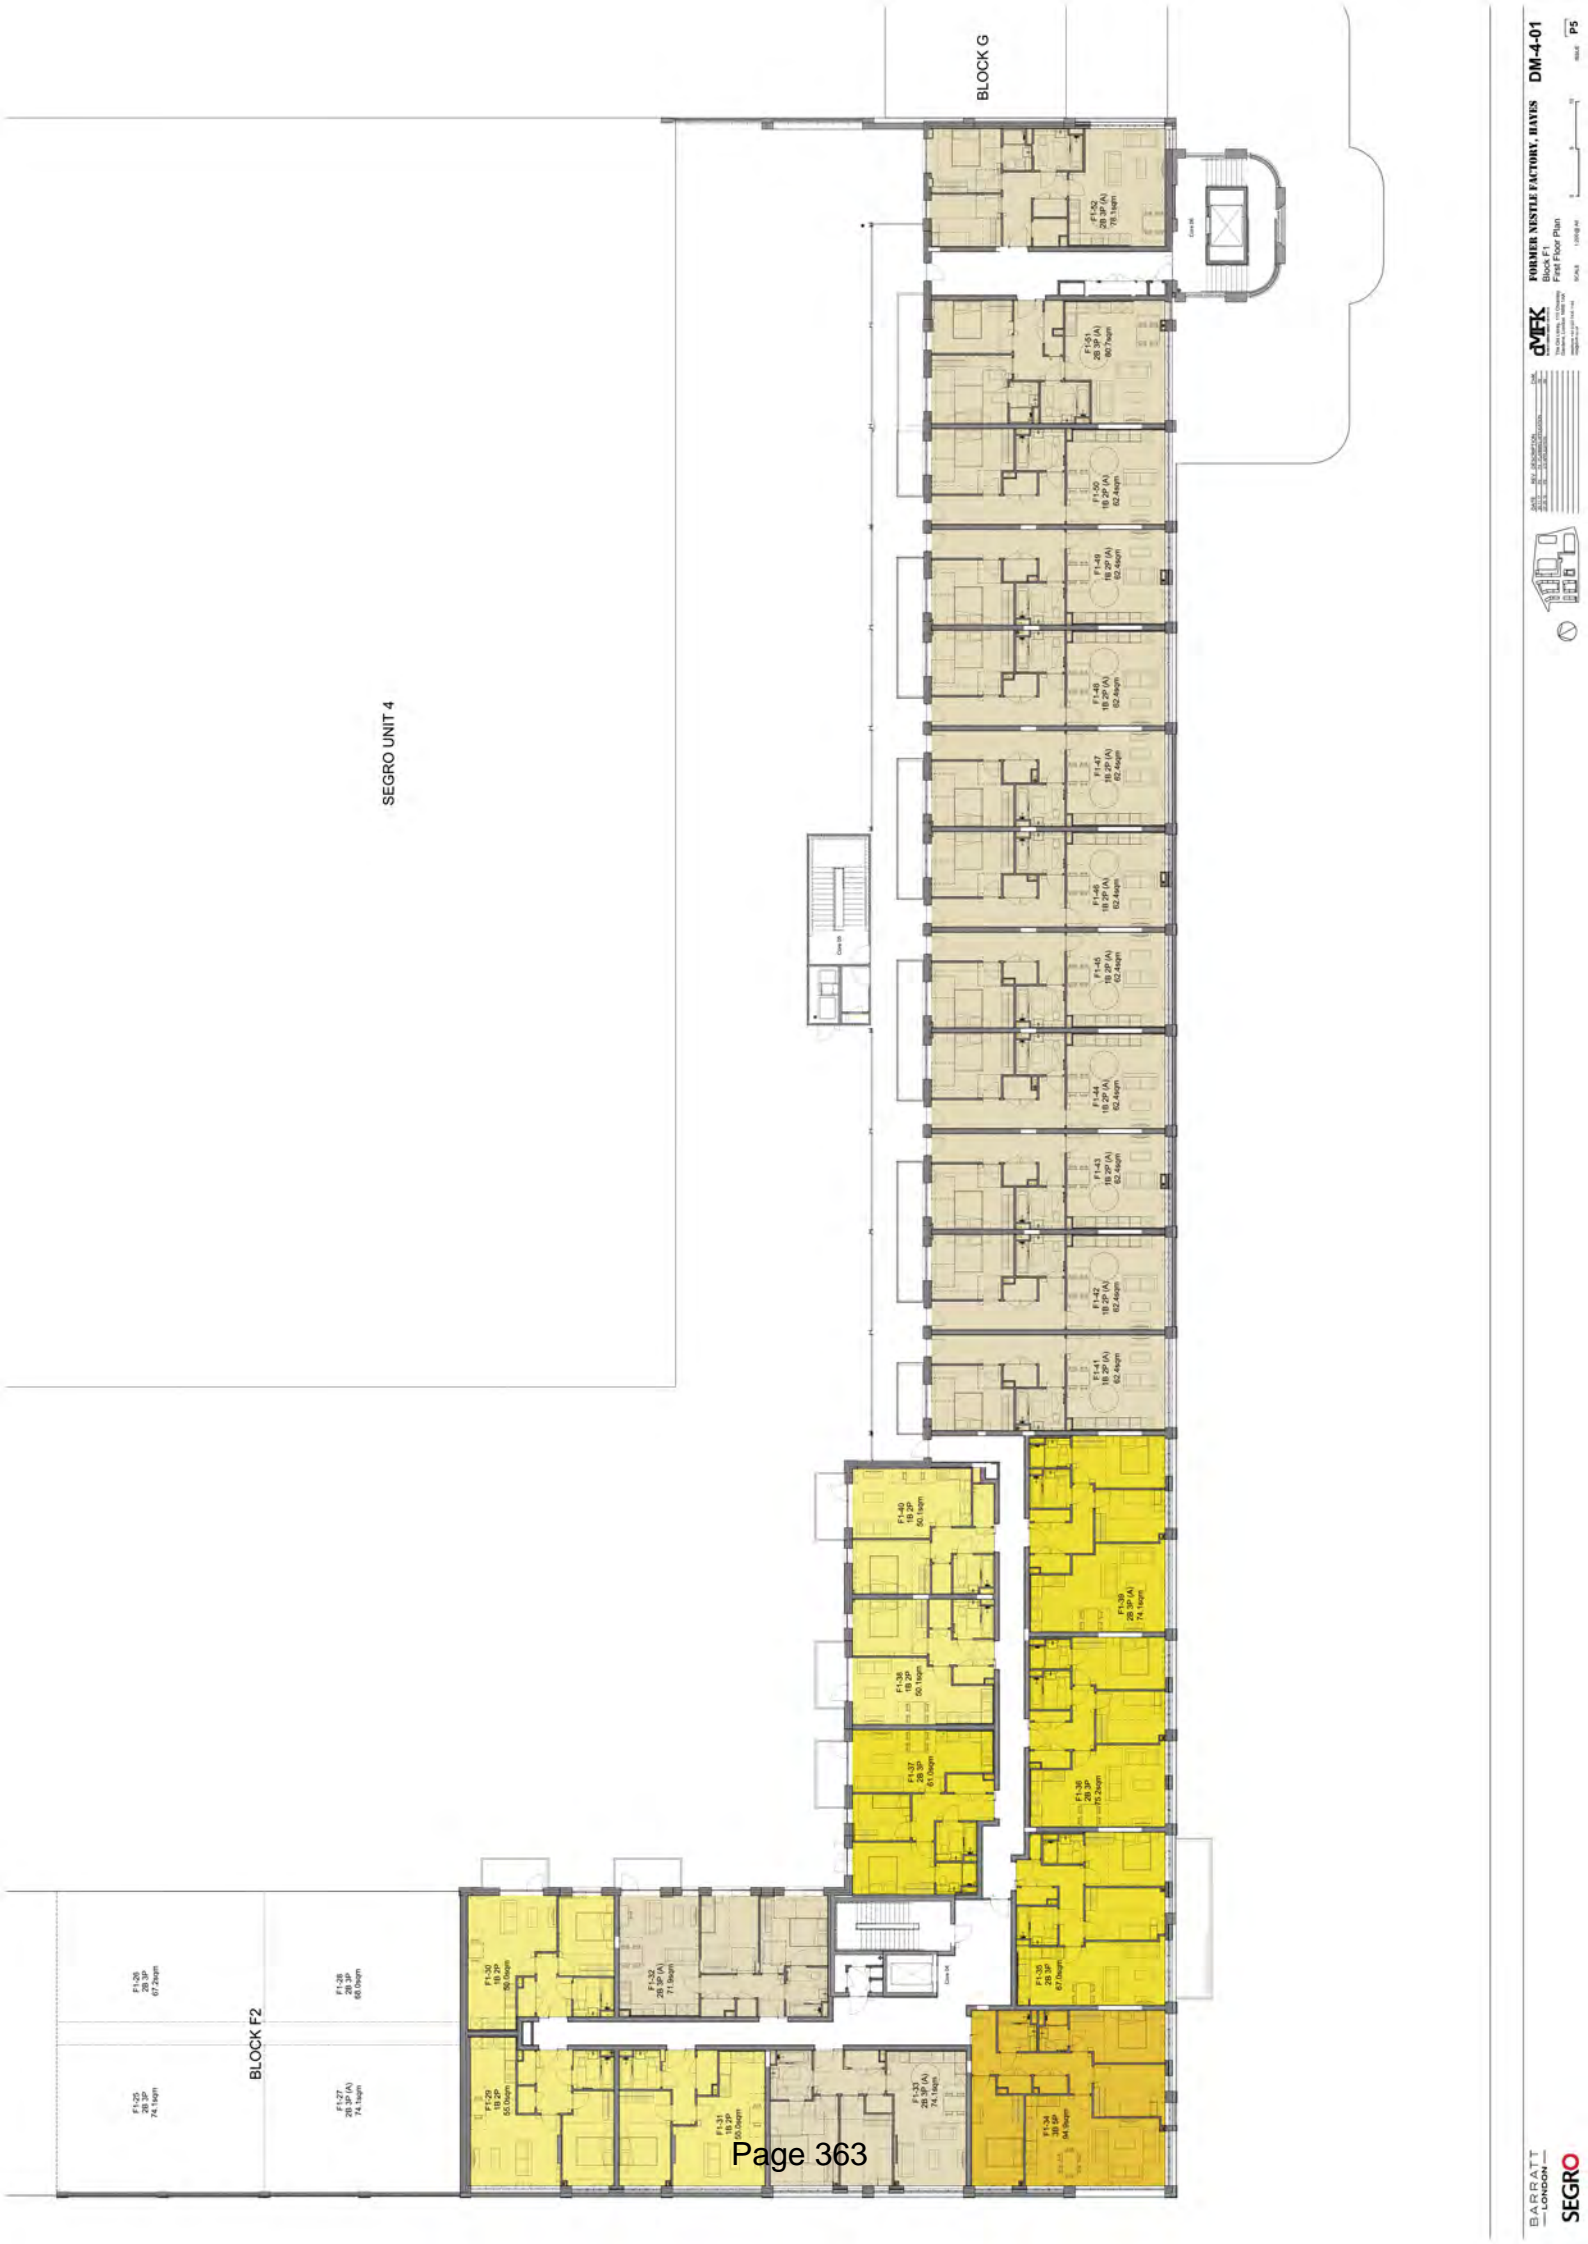 BLOCK G
SEGRO UNIT 4
BLOCK F2
F1-52
2B 3P (A)
78.1sqm
Core 06
F1-51
2B 3P (A)
80.7sqm
F1-50
1B 2P (A)
62.4sqm
F1-49
1B 2P (A)
62.4sqm
F1-48
1B 2P (A)
62.4sqm
F1-47
1B 2P (A)
62.4sqm
F1-46
1B 2P (A)
62.4sqm
F1-45
1B 2P (A)
62.4sqm
F1-44
1B 2P (A)
62.4sqm
F1-43
1B 2P (A)
62.4sqm
F1-42
1B 2P (A)
62.4sqm
F1-41
1B 2P (A)
62.4sqm
F1-40
1B 2P
50.1sqm
F1-39
2B 3P (A)
74.1sqm
F1-38
1B 2P
50.1sqm
F1-37
2B 3P
61.0sqm
F1-36
2B 3P
75.2sqm
F1-35
2B 3P
67.0sqm
F1-34
3B 5P
94.9sqm
F1-33
2B 3P (A)
74.1sqm
F1-32
2B 3P (A)
71.9sqm
F1-31
1B 2P
55.0sqm
F1-30
1B 2P
50.0sqm
F1-29
1B 2P
55.0sqm
F1-28
2B 3P
68.0sqm
F1-27
2B 3P (A)
74.1sqm
F1-26
2B 3P
67.2sqm
F1-25
2B 3P
74.1sqm
Page 363
BARRATT
LONDON
SEGRO
DATE REV DESCRIPTION
dMFK
FORMER NESTLE FACTORY, HAYES
Block F1
First Floor Plan
SCALE
DM-4-01
ISSUE
P5